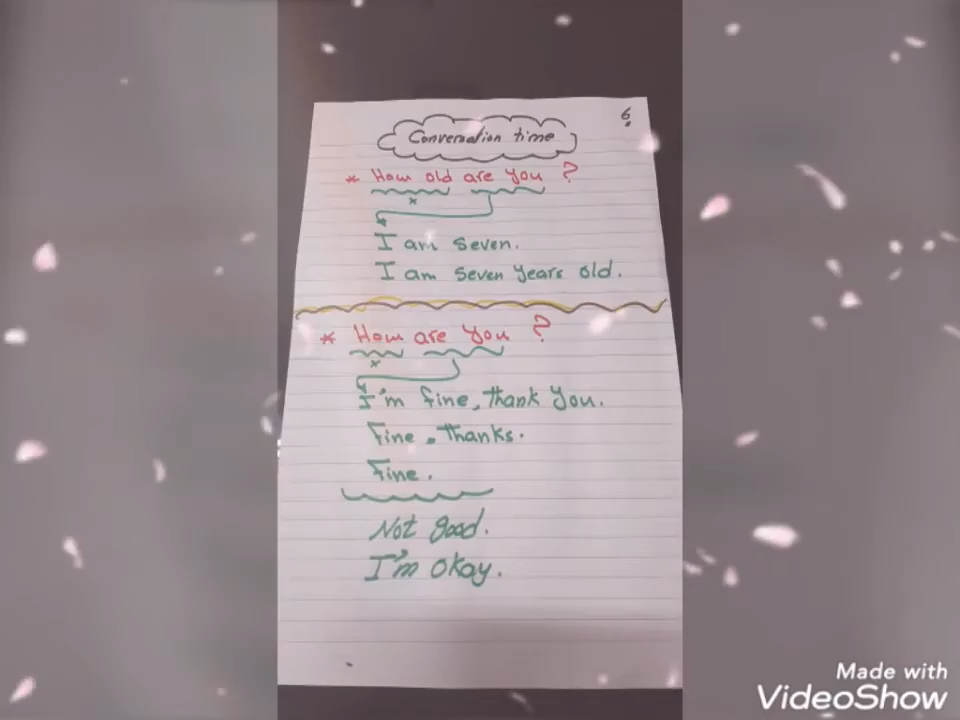 6
Conversation time
* How old are you ?
x
I am seven.
I am seven years old.
* How are you ?
x
I'm fine, thank you.
Fine, thanks.
Fine.
Not good.
I'm okay.
Made with
VideoShow